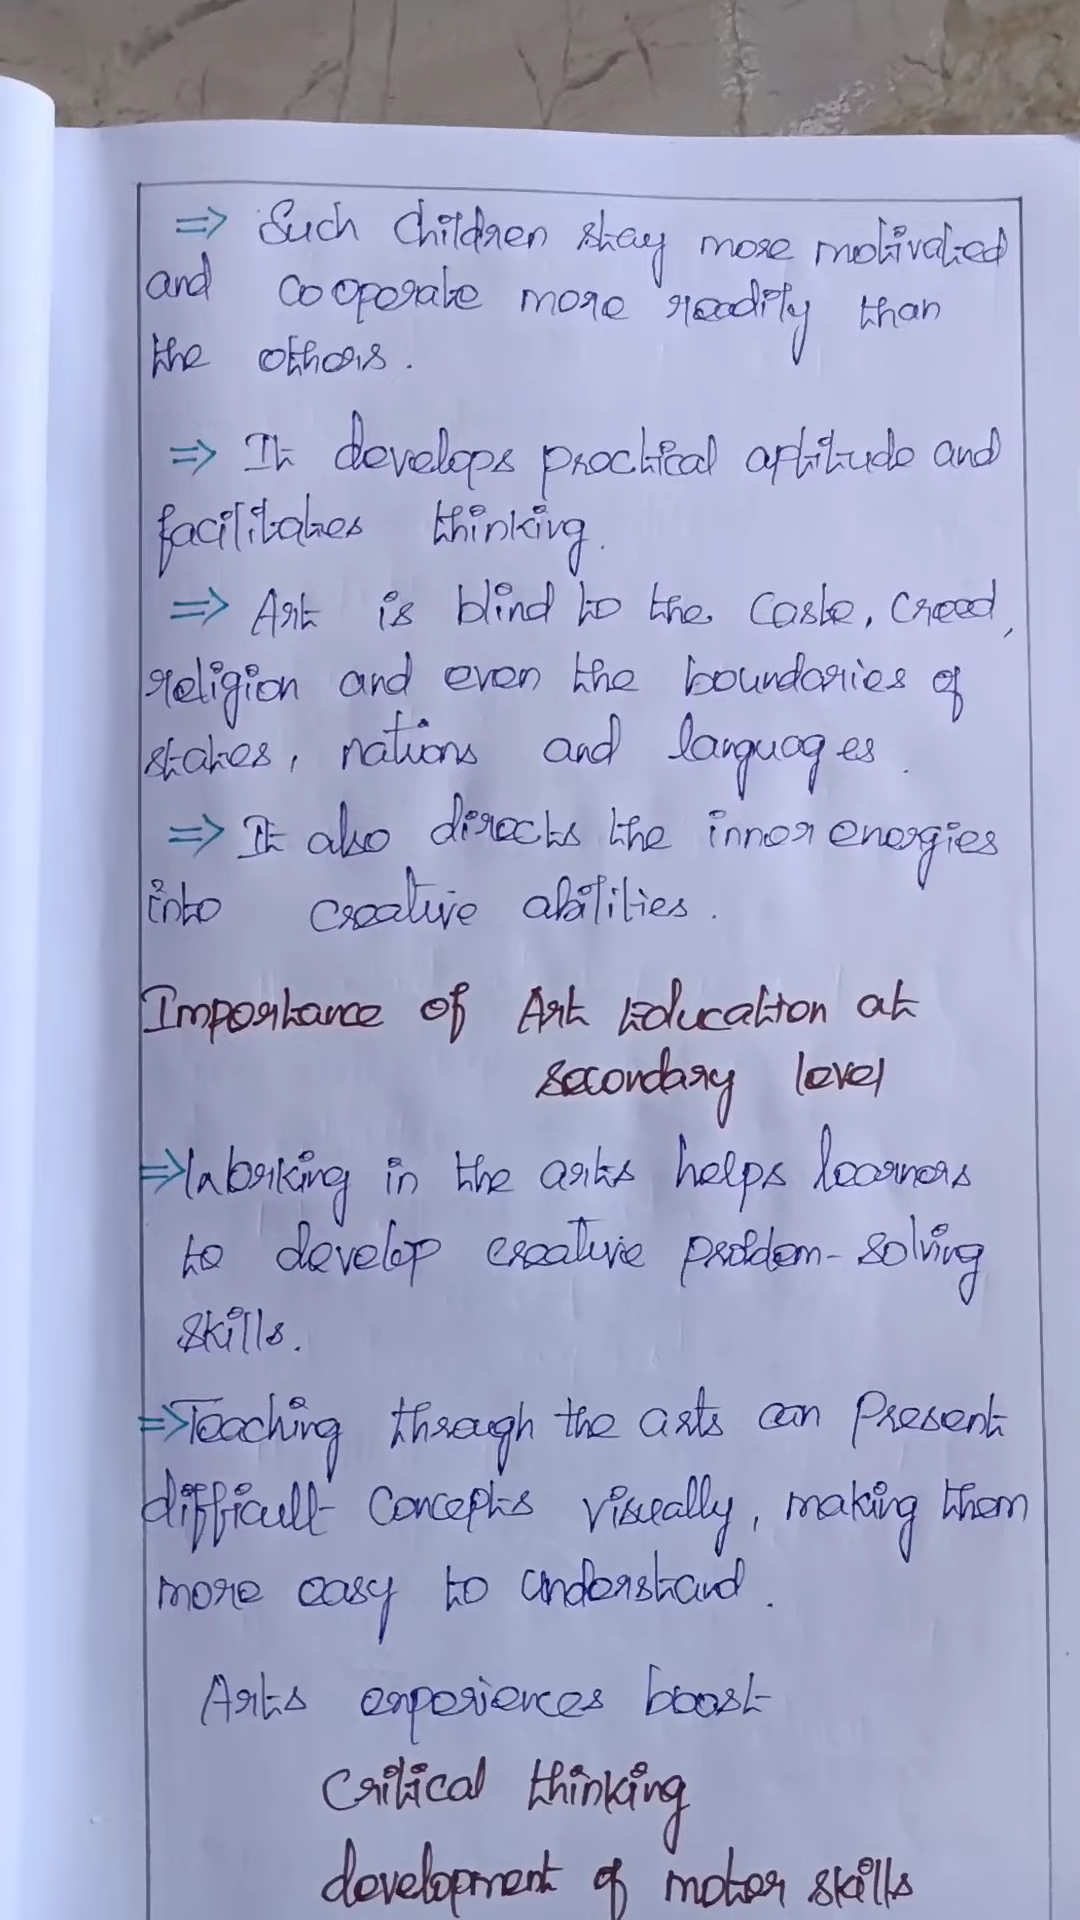 ⇒ Such Children stay more motivated
and cooperate more readily than
the others.
⇒ It develops practical aptitude and
facilitates thinking.
⇒ Art is blind to the caste, creed,
religion and even the boundaries of
states, nations and languages.
⇒ It also directs the inner energies
into creative abilities.
Importance of Art Education at
secondary level
⇒ Working in the arts helps learners
to develop creative problem-solving
skills.
⇒ Teaching through the arts can Present
difficult Concepts visually, making them
more easy to understand.
Arts experiences boost
Critical thinking
development of motor skills